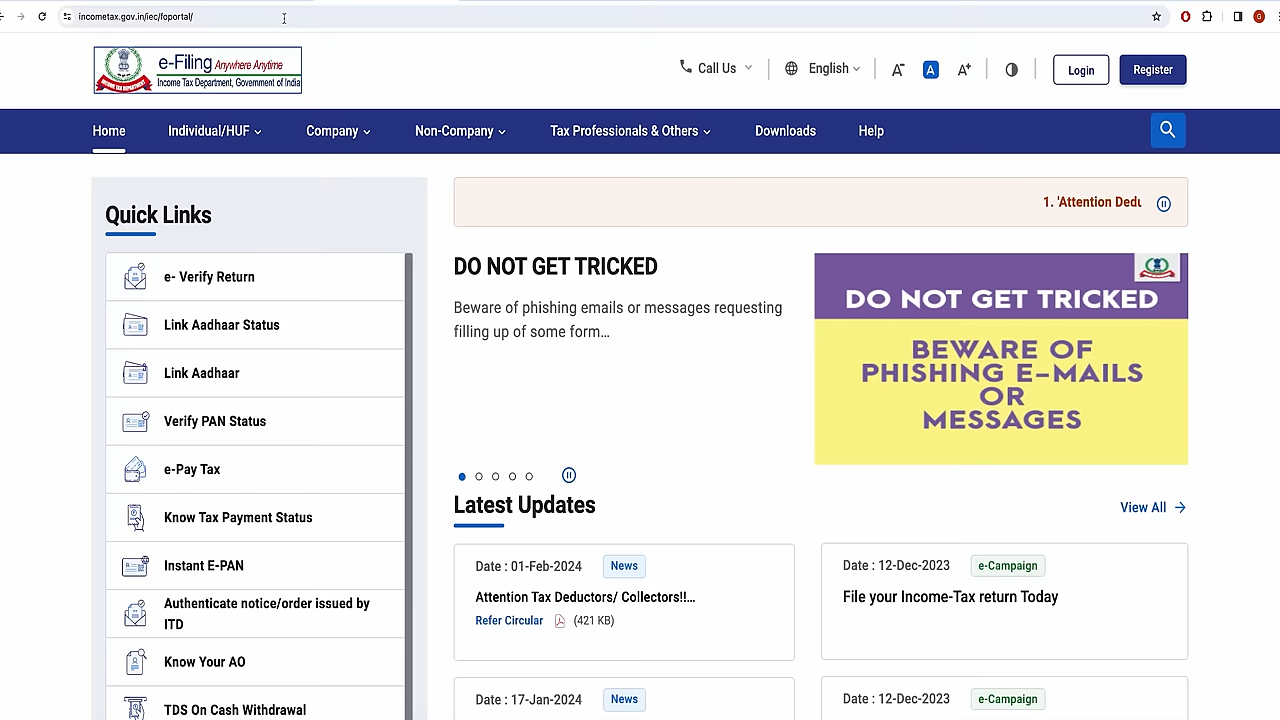 incometax.gov.in/iec/foportal/
e-Filing Anywhere Anytime
Income Tax Department, Government of India
Call Us
English
A-
A
A+
Login
Register
Home
Individual/HUF
Company
Non-Company
Tax Professionals & Others
Downloads
Help
Quick Links
e- Verify Return
Link Aadhaar Status
Link Aadhaar
Verify PAN Status
e-Pay Tax
Know Tax Payment Status
Instant E-PAN
Authenticate notice/order issued by
ITD
Know Your AO
TDS On Cash Withdrawal
1. 'Attention Dedu
DO NOT GET TRICKED
Beware of phishing emails or messages requesting
filling up of some form...
DO NOT GET TRICKED
BEWARE OF
PHISHING E-MAILS
OR
MESSAGES
Latest Updates
View All
Date : 01-Feb-2024 News
Attention Tax Deductors/ Collectors!!...
Refer Circular (421 KB)
Date : 12-Dec-2023 e-Campaign
File your Income-Tax return Today
Date : 17-Jan-2024 News
Date : 12-Dec-2023 e-Campaign